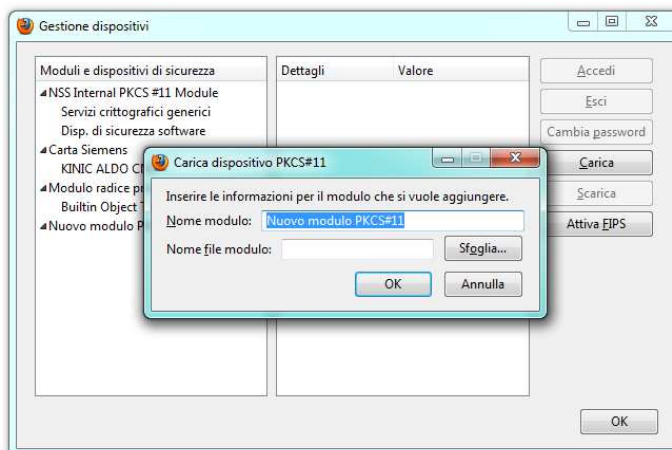 Gestione dispositivi
Moduli e dispositivi di sicurezza
Dettagli Valore
Accedi
NSS Internal PKCS #11 Module
Servizi crittografici generici
Esci
Disp. di sicurezza software
Cambia password
Carta Siemens
KINIC ALDO
Carica
Modulo radice
Scarica
Builtin Object
Nuovo modulo
Attiva FIPS
Carica dispositivo PKCS#11
Inserire le informazioni per il modulo che si vuole aggiungere.
Nome modulo: Nuovo modulo PKCS#11
Nome file modulo: Sfoglia...
OK Annulla
OK